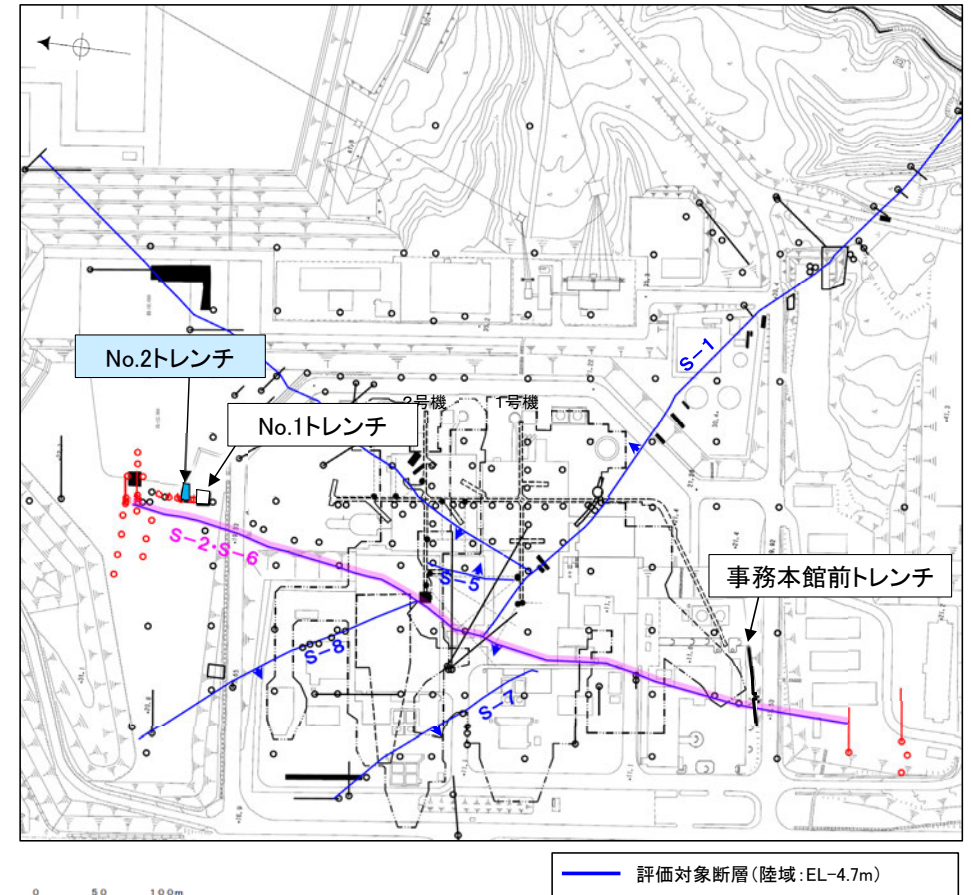 No.2トレンチ
No.1トレンチ
2号機
1号機
S-1
S-2・S-6
S-5
S-8
S-7
事務本館前トレンチ
0 50 100m
評価対象断層(陸域:EL-4.7m)